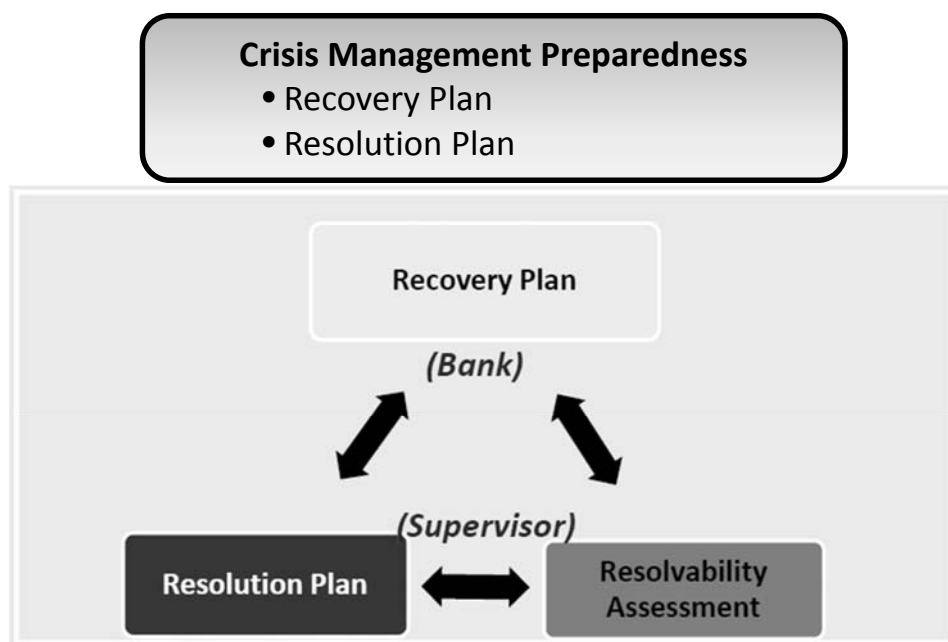 Crisis Management Preparedness
• Recovery Plan
• Resolution Plan
Recovery Plan
(Bank)
(Supervisor)
Resolution Plan
Resolvability
Assessment